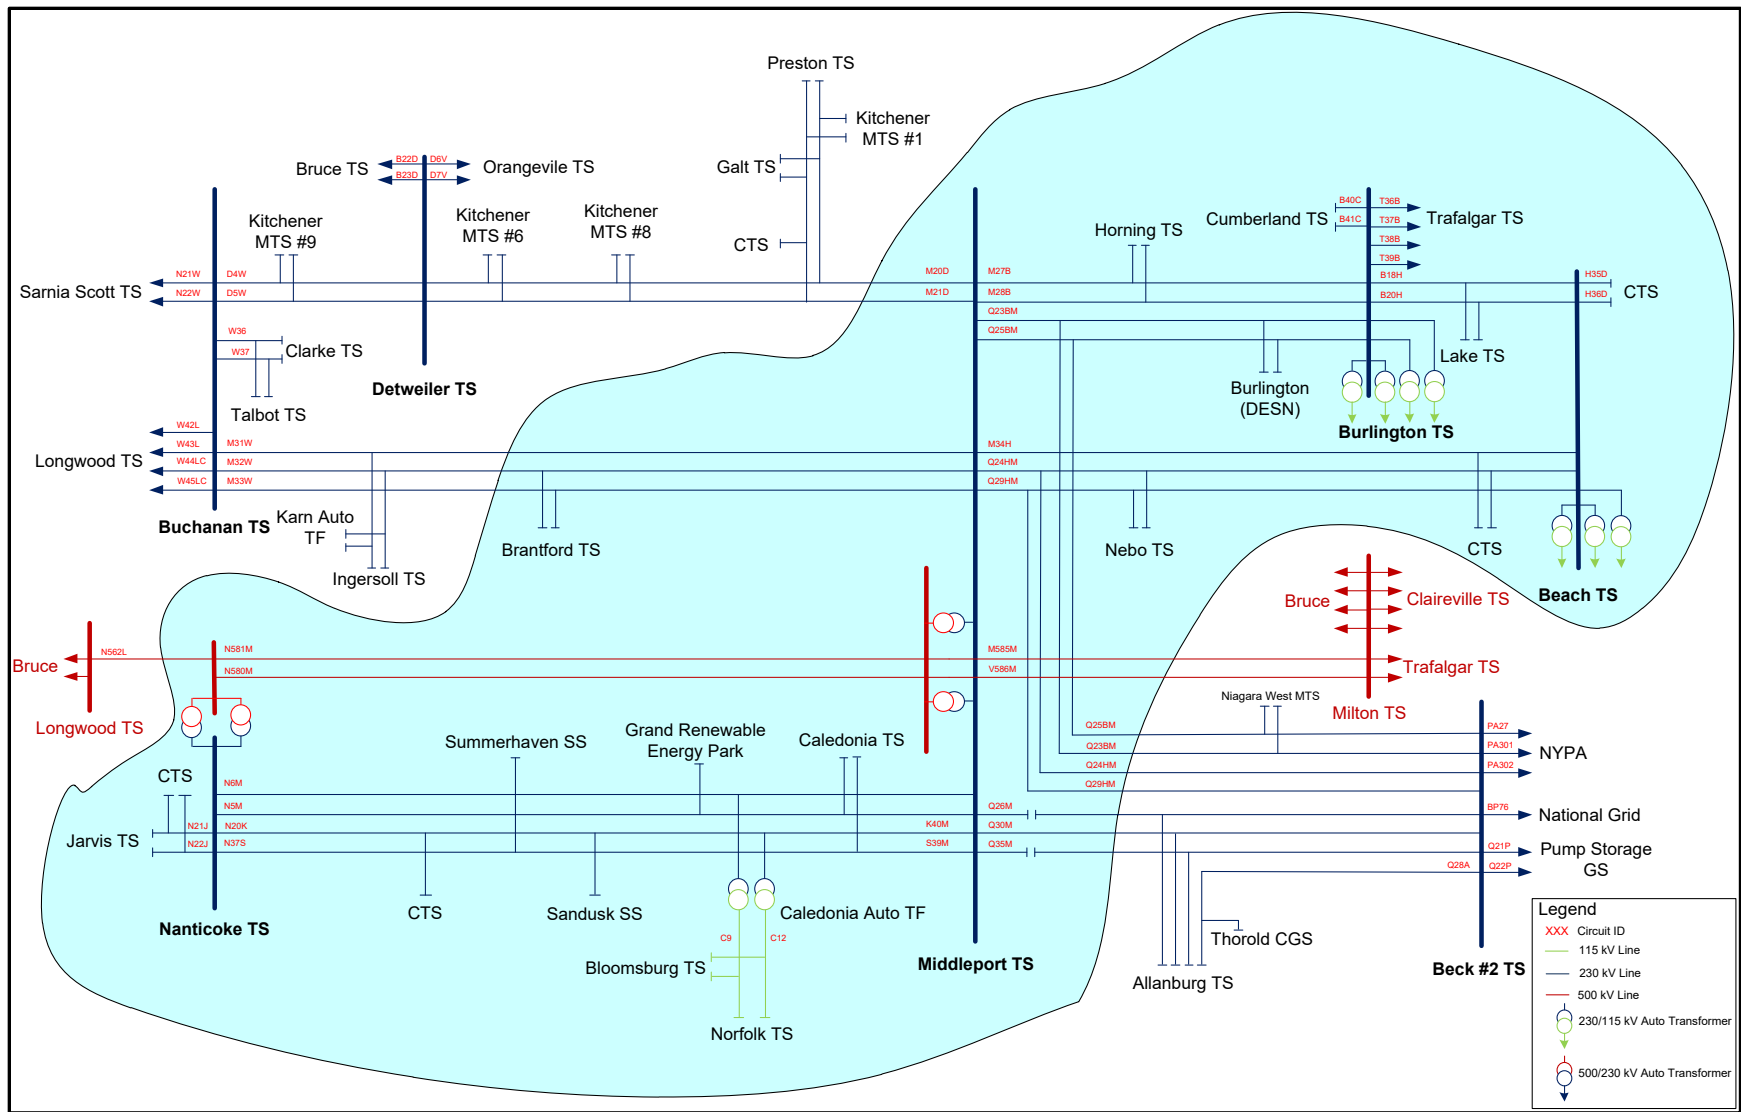 Preston TS
Kitchener
MTS #1
Galt TS
CTS
Bruce TS
B22D
D6V
B23D
D7V
Orangevile TS
Kitchener
MTS #9
Kitchener
MTS #6
Kitchener
MTS #8
Sarnia Scott TS
N21W
D4W
N22W
D5W
M20D
M27B
M21D
M28B
Q23BM
Q25BM
Horning TS
Cumberland TS
B40C
T36B
B41C
T37B
T38B
T39B
Trafalgar TS
B18H
B20H
H35D
H36D
CTS
Lake TS
Burlington
(DESN)
Burlington TS
W36
W37
Clarke TS
Talbot TS
Detweiler TS
Longwood TS
W42L
W43L
M31W
W44LC
M32W
W45LC
M33W
M34H
Q24HM
Q29HM
Buchanan TS
Karn Auto
TF
Ingersoll TS
Brantford TS
Nebo TS
CTS
Beach TS
Bruce
Claireville TS
Bruce
N562L
N581M
N580M
M585M
V586M
Trafalgar TS
Longwood TS
Milton TS
Niagara West MTS
Summerhaven SS
Grand Renewable
Energy Park
Caledonia TS
Q25BM
Q23BM
Q24HM
Q29HM
PA27
PA301
PA302
NYPA
CTS
N6M
N5M
Q26M
BP76
National Grid
Jarvis TS
N21J
N20K
N22J
N37S
K40M
Q30M
S39M
Q35M
Q21P
Q28A
Q22P
Pump Storage
GS
Nanticoke TS
CTS
Sandusk SS
Caledonia Auto TF
C9
C12
Bloomsburg TS
Norfolk TS
Middleport TS
Thorold CGS
Allanburg TS
Beck #2 TS
Legend
XXX Circuit ID
115 kV Line
230 kV Line
500 kV Line
230/115 kV Auto Transformer
500/230 kV Auto Transformer